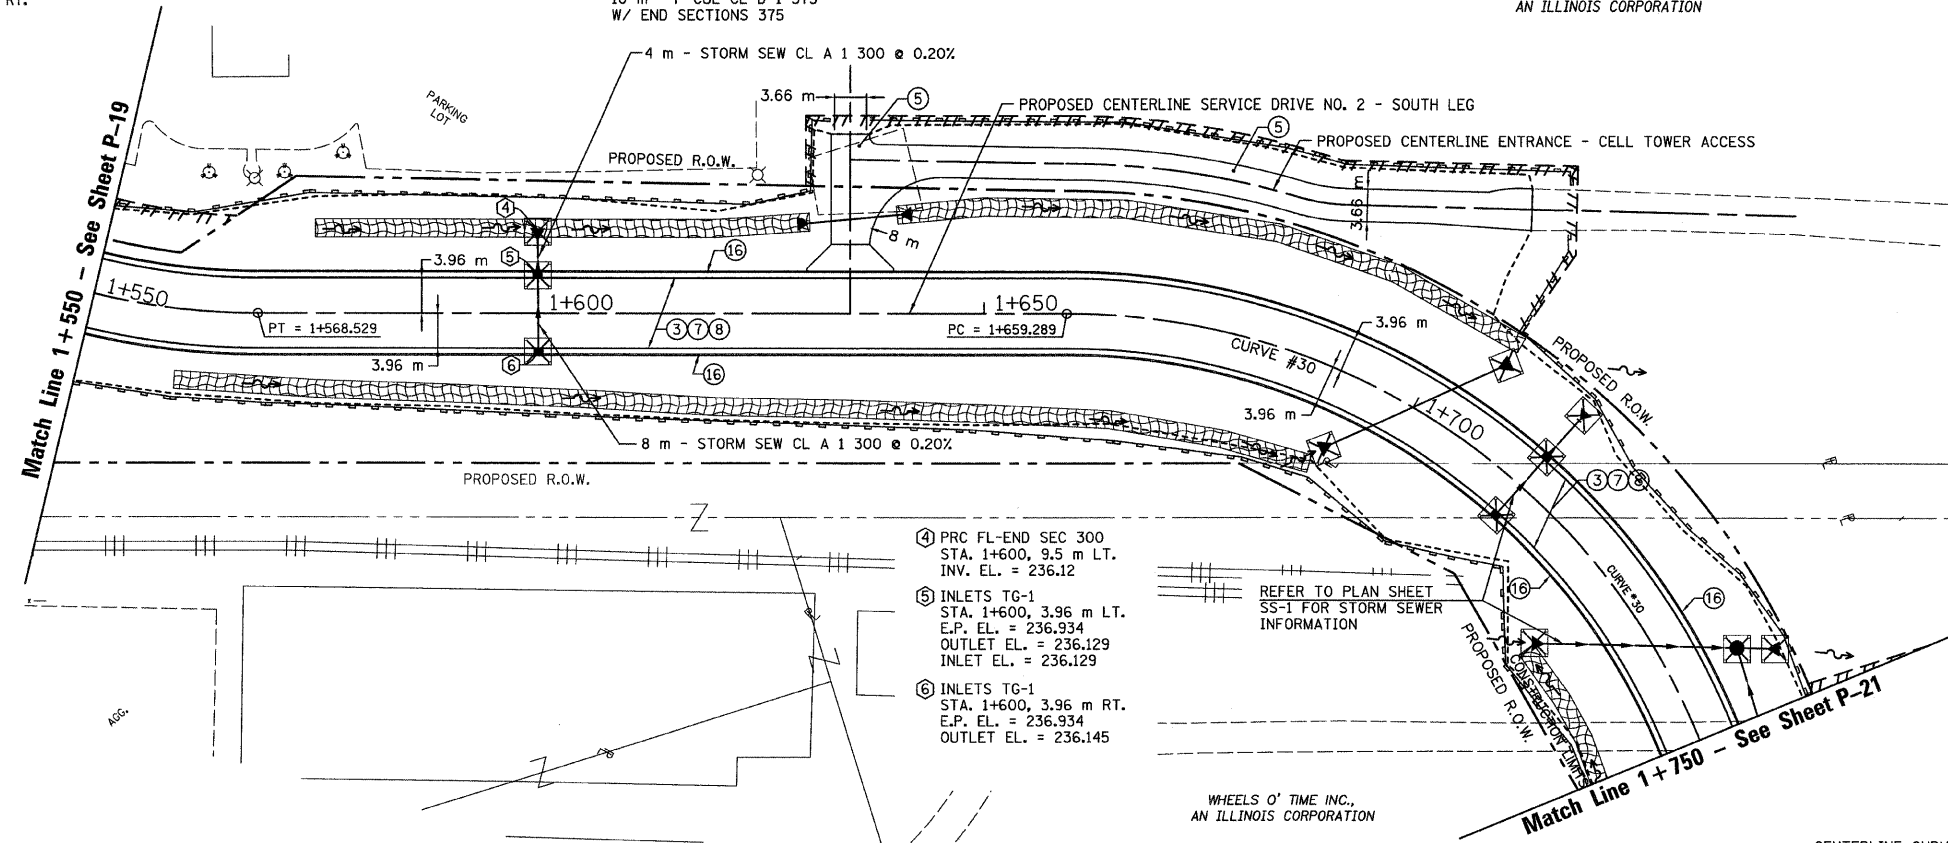 RT.
W/ END SECTIONS 375
AN ILLINOIS CORPORATION
4 m - STORM SEW CL A 1 300 @ 0.20%
3.66 m
5
PROPOSED CENTERLINE SERVICE DRIVE NO. 2 - SOUTH LEG
5
PROPOSED CENTERLINE ENTRANCE - CELL TOWER ACCESS
PARKING
LOT
PROPOSED R.O.W.
Match Line 1+550 - See Sheet P-19
4
3.66 m
8 m
16
5
3.96 m
1+550
1+600
1+650
PT = 1+568.529
3 7 8
PC = 1+659.289
3.96 m
6
3.96 m
16
CURVE #30
PROPOSED R.O.W.
3.96 m
1+700
8 m - STORM SEW CL A 1 300 @ 0.20%
PROPOSED R.O.W.
3 7 8
4 PRC FL-END SEC 300
STA. 1+600, 9.5 m LT.
INV. EL. = 236.12
5 INLETS TG-1
STA. 1+600, 3.96 m LT.
E.P. EL. = 236.934
OUTLET EL. = 236.129
INLET EL. = 236.129
6 INLETS TG-1
STA. 1+600, 3.96 m RT.
E.P. EL. = 236.934
OUTLET EL. = 236.145
REFER TO PLAN SHEET
SS-1 FOR STORM SEWER
INFORMATION
16
CURVE #30
16
PROPOSED R.O.W.
CONSTRUCTION LIMITS
AGG.
Match Line 1+750 - See Sheet P-21
WHEELS O' TIME INC.,
AN ILLINOIS CORPORATION